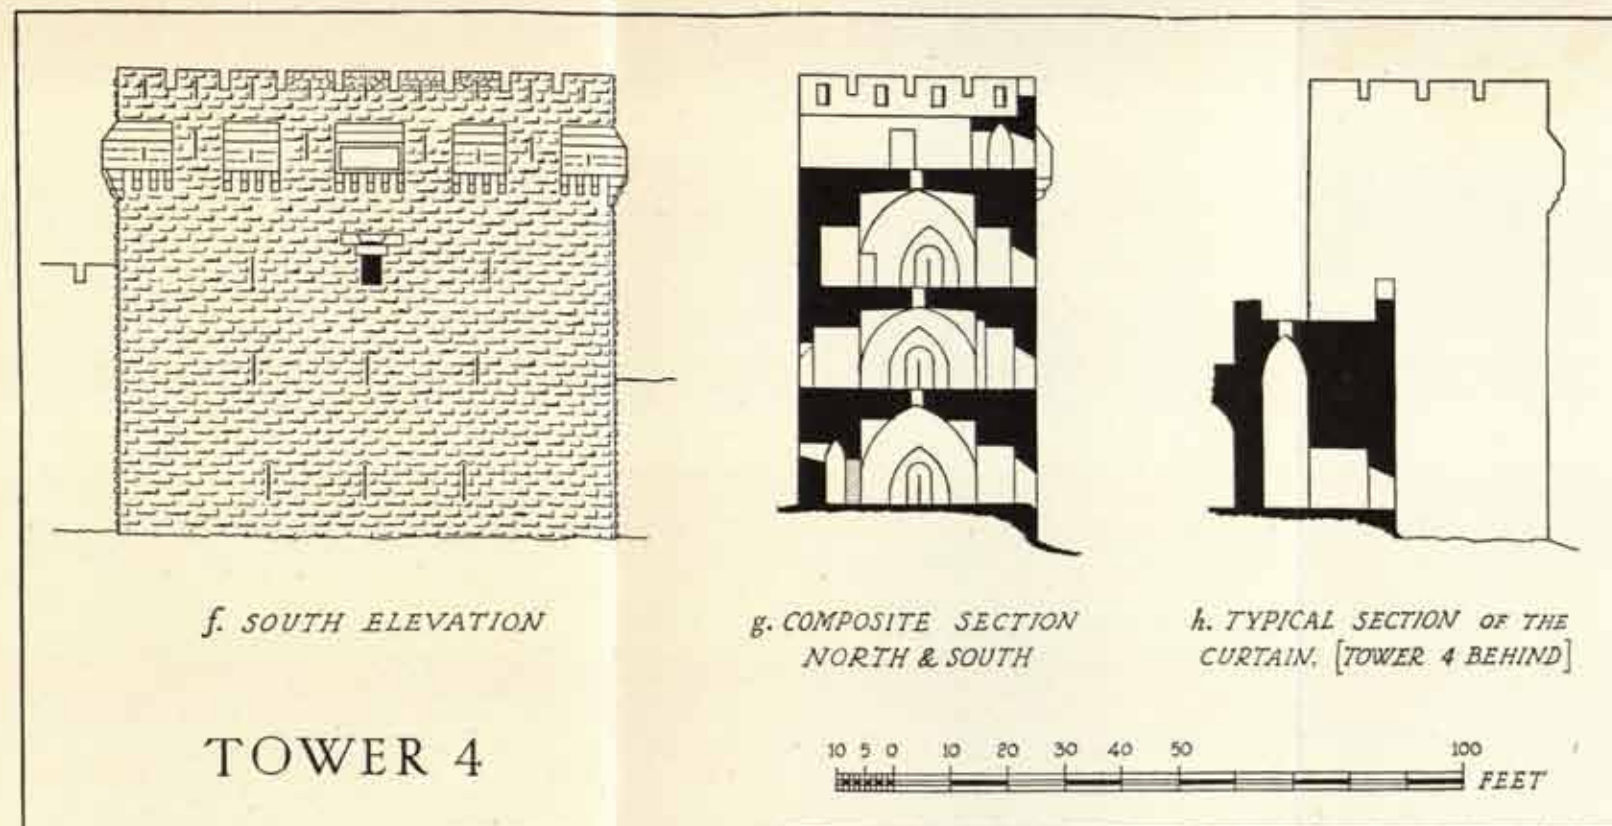 f. SOUTH ELEVATION
g. COMPOSITE SECTION
NORTH & SOUTH
h. TYPICAL SECTION OF THE
CURTAIN. [TOWER 4 BEHIND]
TOWER 4
10 5 0 10 20 30 40 50 100
FEET